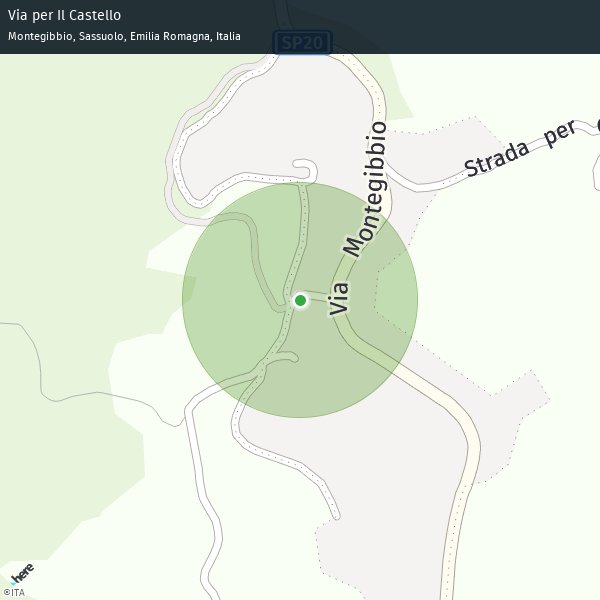 Via per Il Castello
Montegibbio, Sassuolo, Emilia Romagna, Italia
SP20
Via Montegibbio
Strada per
here
©ITA